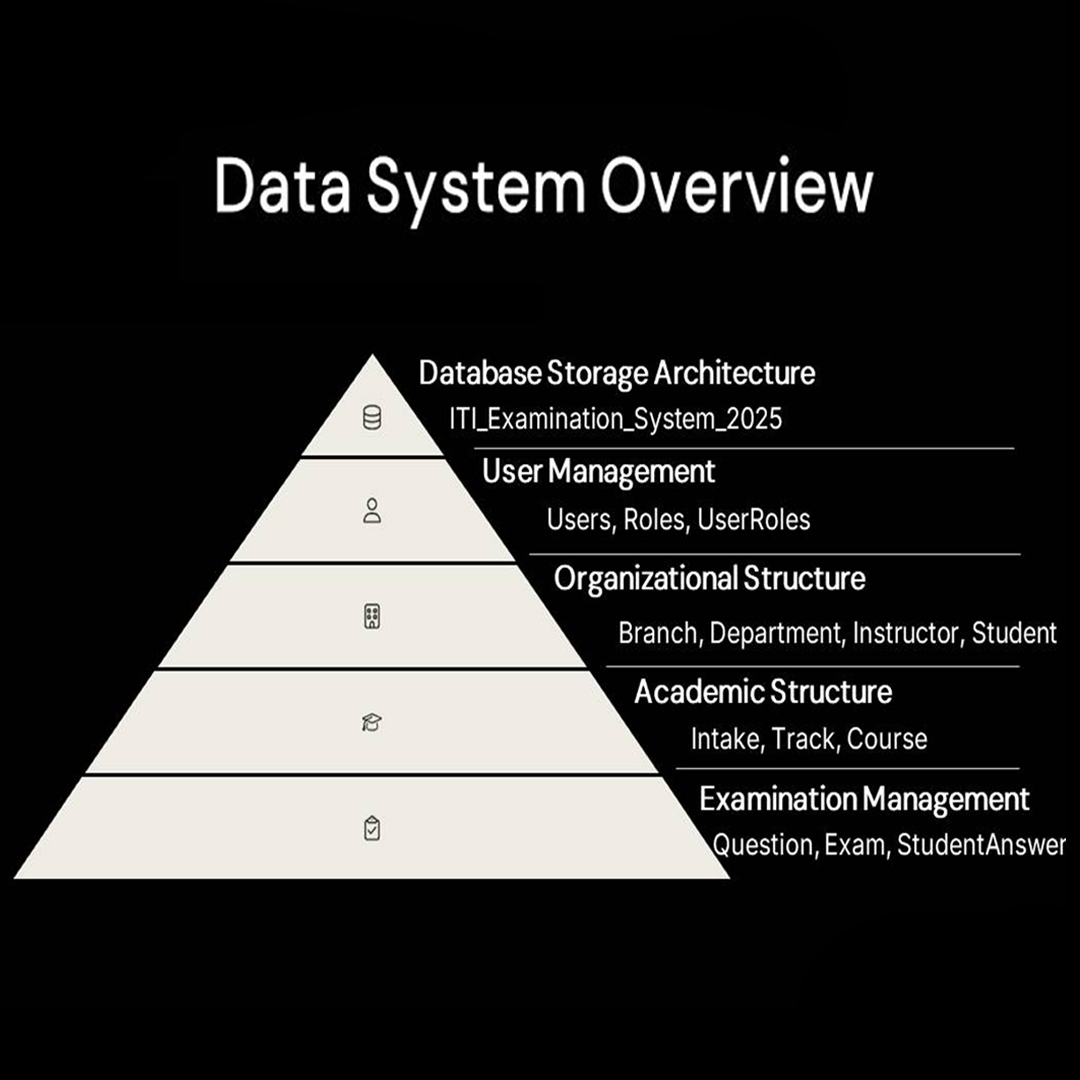 Data System Overview
Database Storage Architecture
ITI_Examination_System_2025
User Management
Users, Roles, UserRoles
Organizational Structure
Branch, Department, Instructor, Student
Academic Structure
Intake, Track, Course
Examination Management
Question, Exam, StudentAnswer